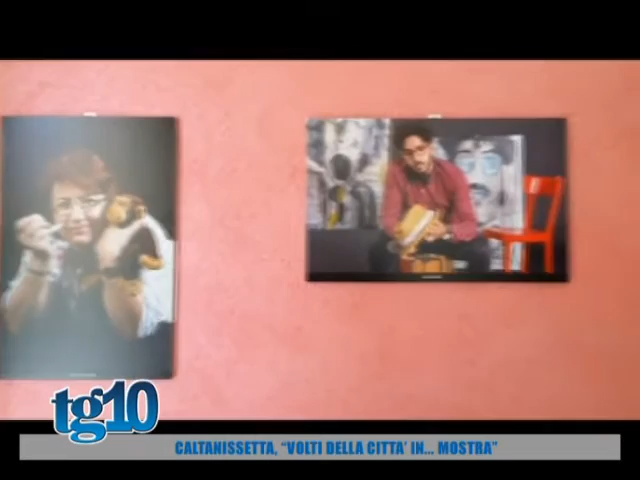 tg10
CALTANISSETTA, “VOLTI DELLA CITTA’ IN... MOSTRA”